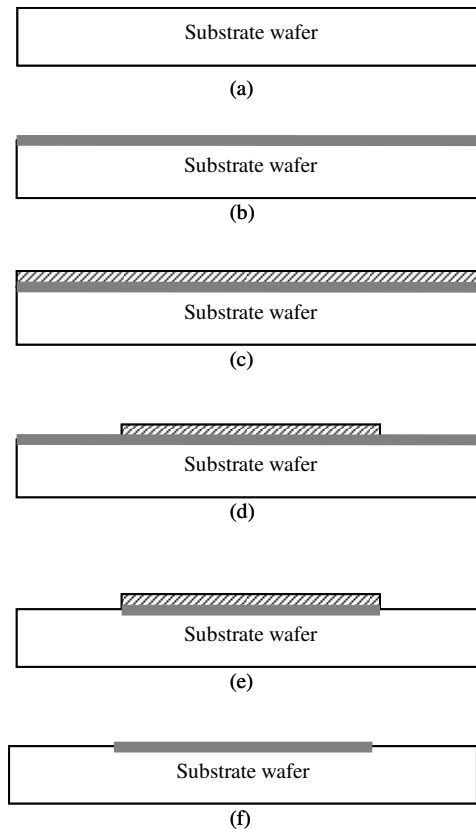 Substrate wafer
(a)
Substrate wafer
(b)
Substrate wafer
(c)
Substrate wafer
(d)
Substrate wafer
(e)
Substrate wafer
(f)